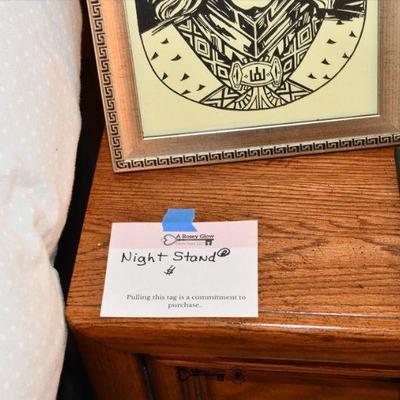 A Rosey Glow
Night Stand
$
Pulling this tag is a commitment to
purchase..